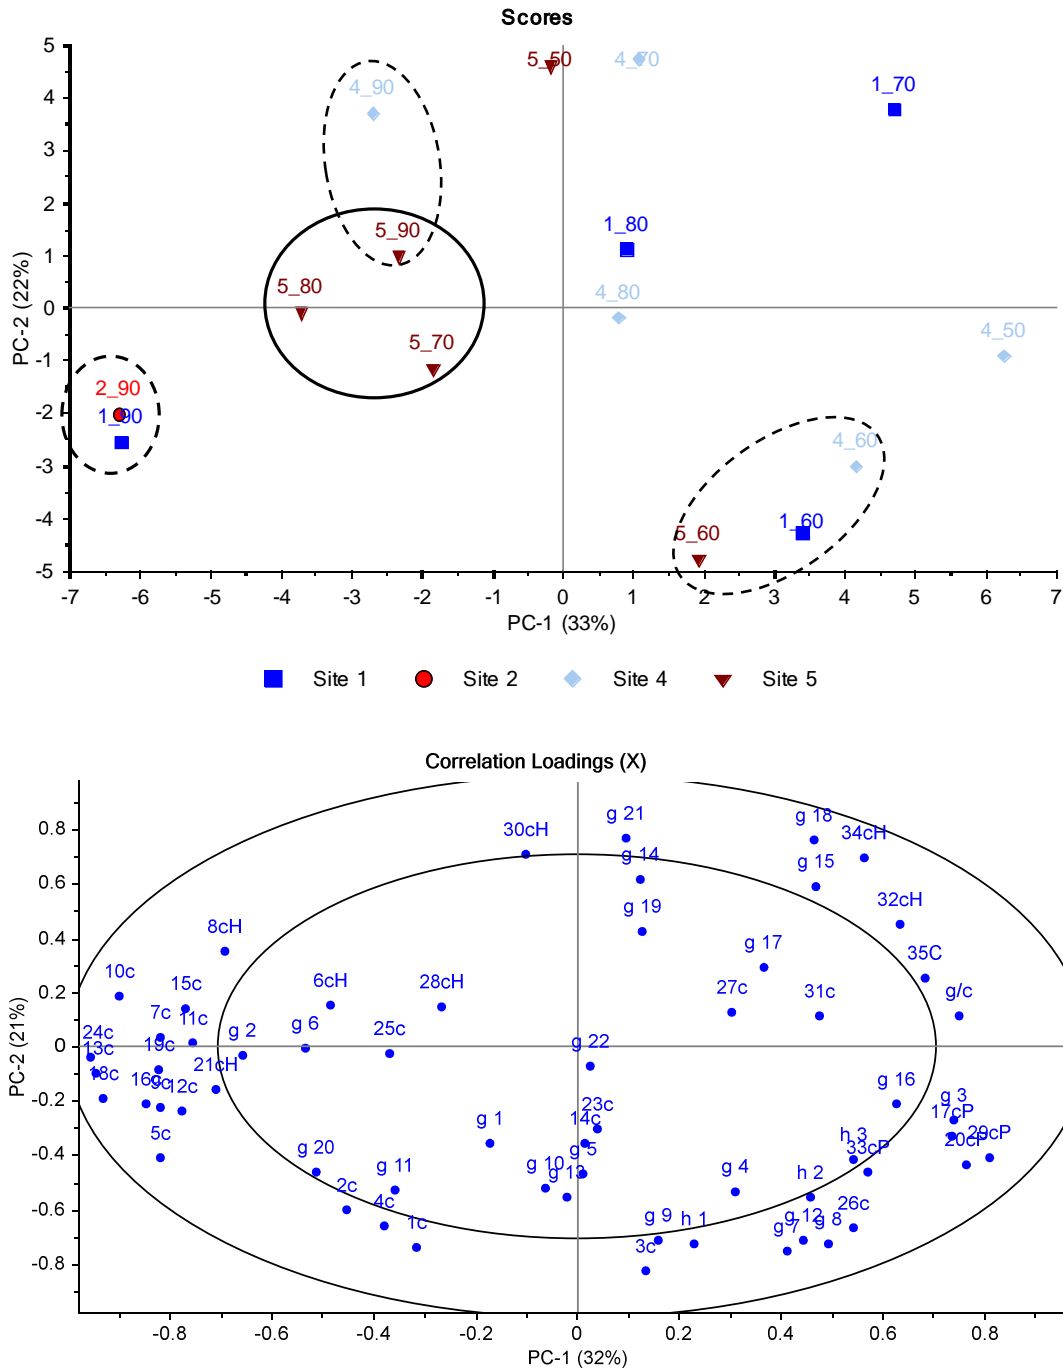 Scores
5
5_50
4_70
4_90
1_70
4
3
2
5_90
1_80
1
5_80
4_80
0
PC-2 (22%)
5_70
4_50
-1
2_90
-2
1_90
4_60
-3
1_60
-4
5_60
-5
-7 -6 -5 -4 -3 -2 -1 0 1 2 3 4 5 6 7
PC-1 (33%)
Site 1 Site 2 Site 4 Site 5
Correlation Loadings (X)
g 21 g 18
0.8 30cH 34cH
g 14 g 15
0.6
g 19 32cH
8cH
0.4
g 17 35C
10c 15c 6cH 28cH 27c 31c g/c
0.2
7c 11c g 2 g 6 25c
24c 19c g 22
0
13c 21cH
18c 16c 9c 12c g 16 g 3
23c 17cP
-0.2
5c g 1 14c h 3 20cP 29cP
g 20 g 5 33cP
-0.4
g 11 g 10 g 13 g 4 h 2
2c 4c 26c
-0.6
1c g 9 h 1 g 7 g 12 g 8
3c
-0.8
PC-2 (21%)
-0.8 -0.6 -0.4 -0.2 0 0.2 0.4 0.6 0.8
PC-1 (32%)